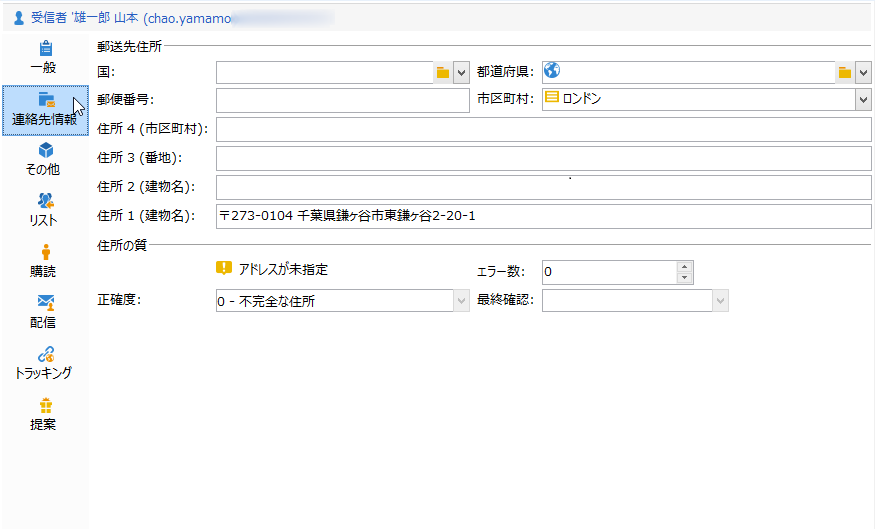 受信者 '雄一郎 山本 (chao.yamamo
一般
連絡先情報
その他
リスト
購読
配信
トラッキング
提案
郵送先住所
国:
都道府県:
郵便番号:
市区町村: ロンドン
住所 4 (市区町村):
住所 3 (番地):
住所 2 (建物名):
住所 1 (建物名): 〒273-0104 千葉県鎌ヶ谷市東鎌ヶ谷2-20-1
住所の質
アドレスが未指定
エラー数: 0
正確度: 0 - 不完全な住所
最終確認: